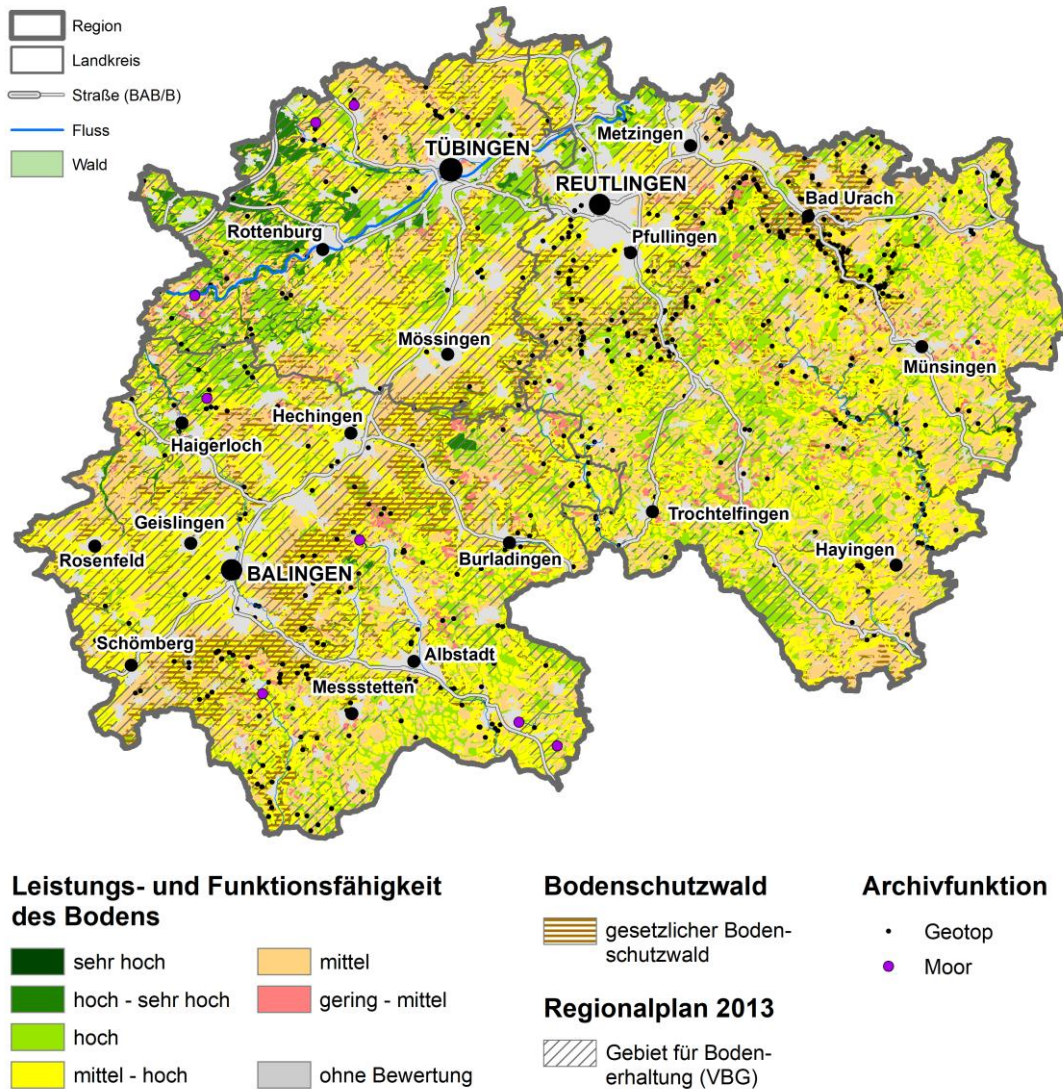 Region
Landkreis
Straße (BAB/B)
Fluss
Wald
Metzingen
TÜBINGEN
REUTLINGEN
Bad Urach
Rottenburg
Pfullingen
Mössingen
Münsingen
Hechingen
Haigerloch
Trochtelfingen
Geislingen
Hayingen
Rosenfeld
Burladingen
BALINGEN
Schömberg
Albstadt
Messstetten
Leistungs- und Funktionsfähigkeit
des Bodens
sehr hoch
hoch - sehr hoch
hoch
mittel - hoch
mittel
gering - mittel
ohne Bewertung
Bodenschutzwald
gesetzlicher Boden-
schutzwald
Regionalplan 2013
Gebiet für Boden-
erhaltung (VBG)
Archivfunktion
Geotop
Moor